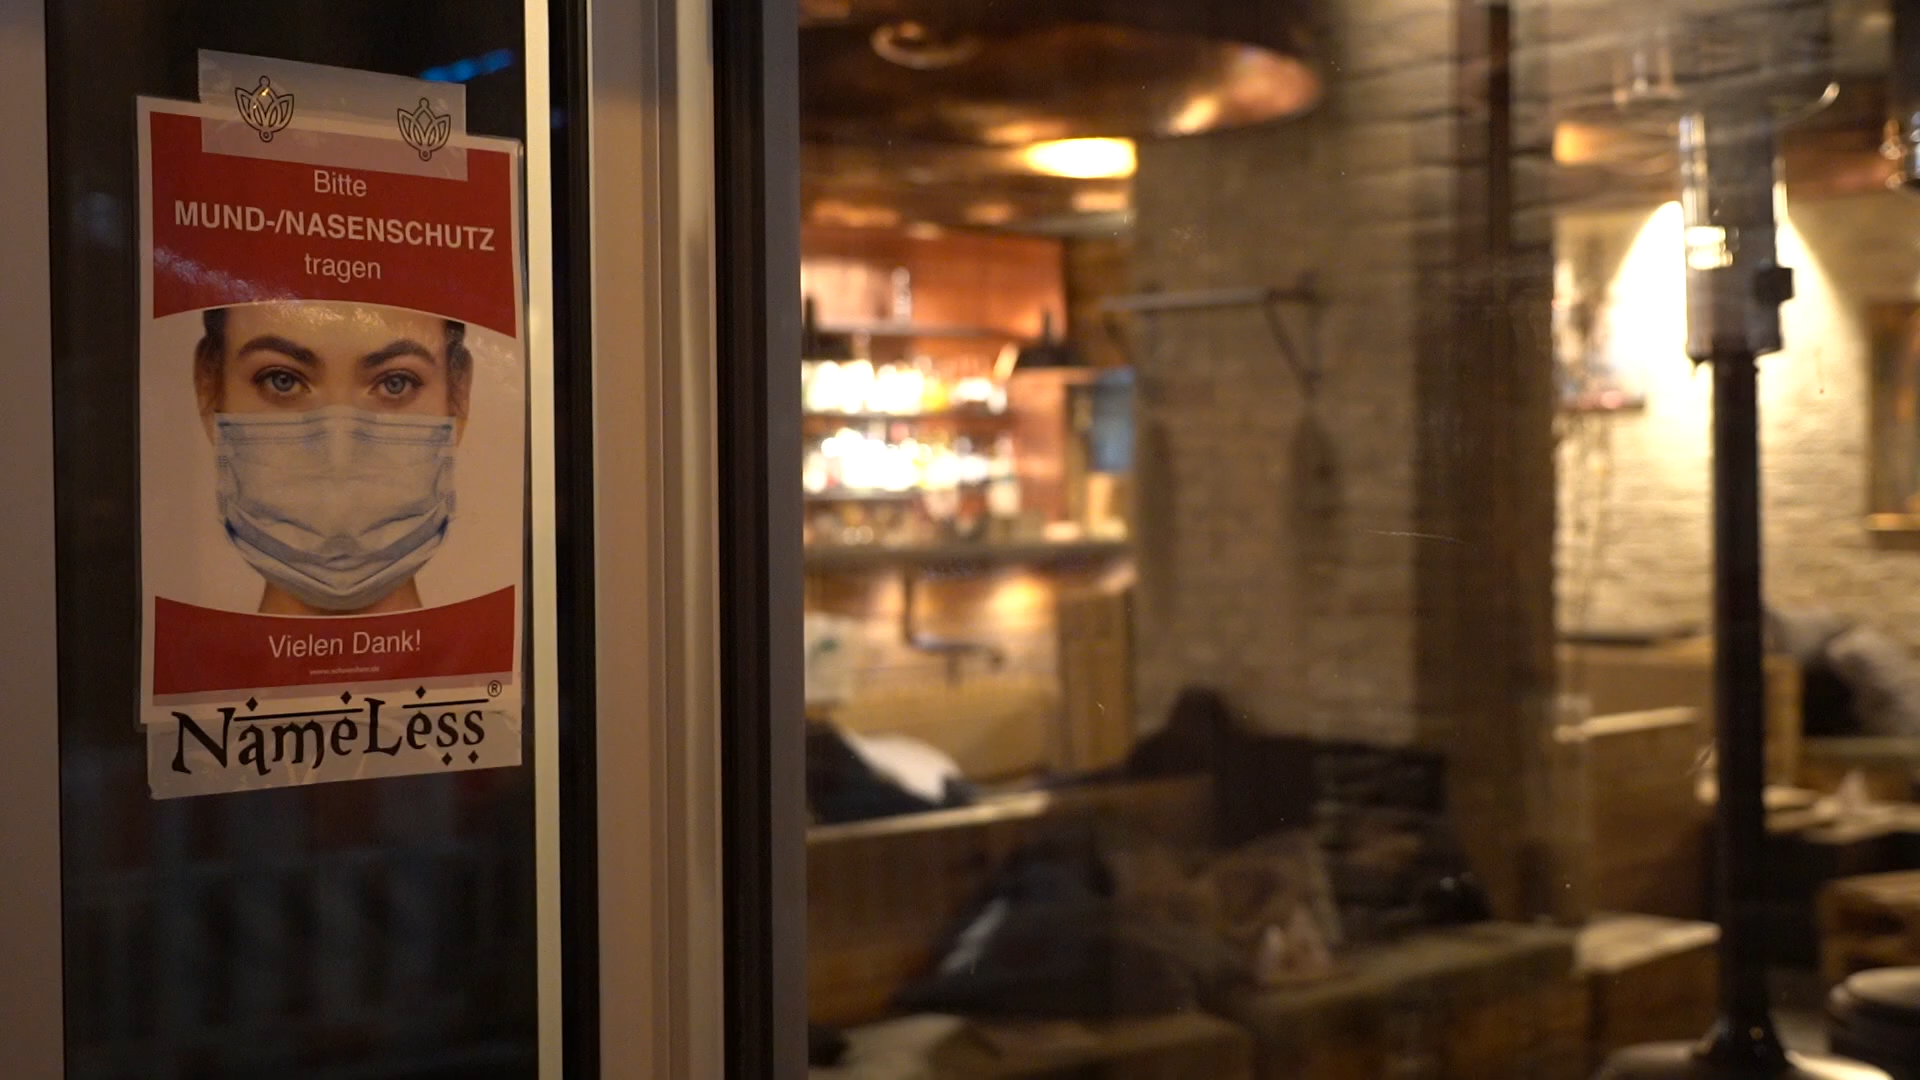 Bitte
MUND-/NASENSCHUTZ
tragen
Vielen Dank!
NameLess®